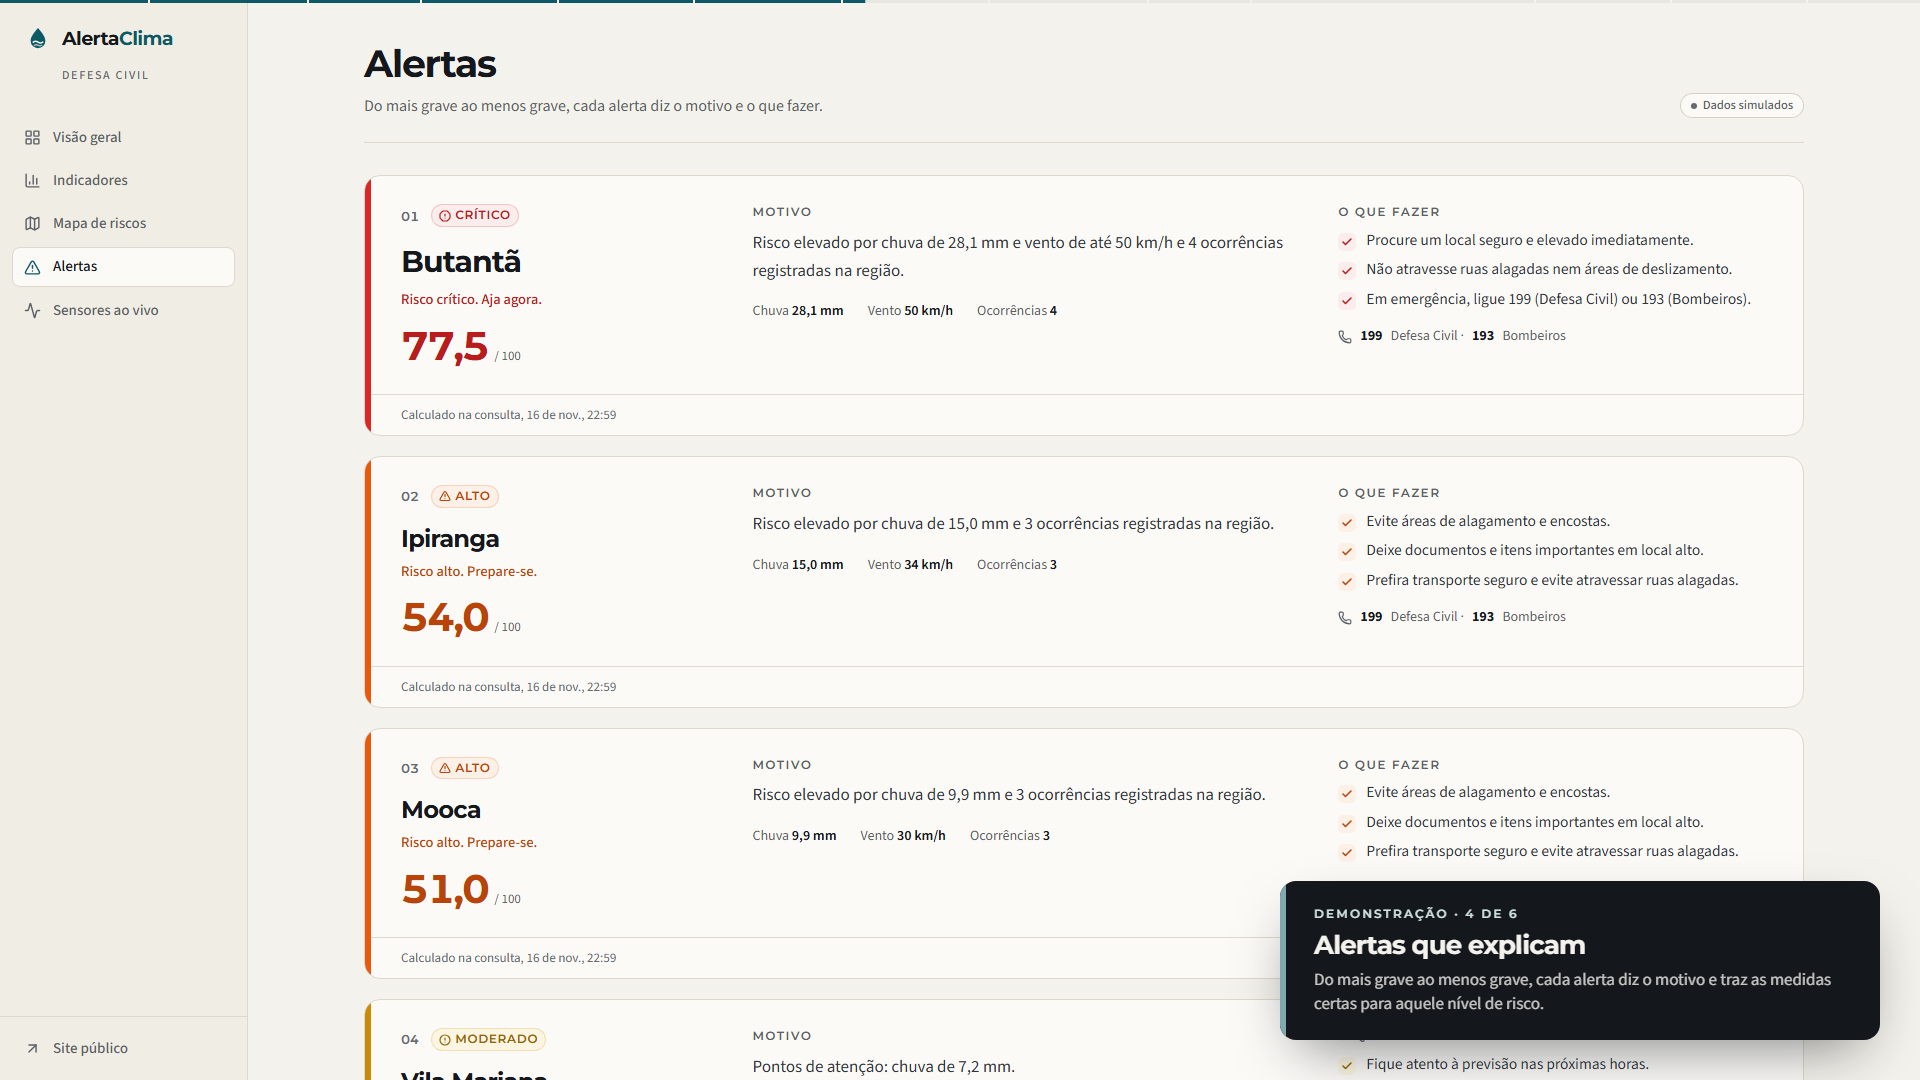 AlertaClima
DEFESA CIVIL
Visão geral
Indicadores
Mapa de riscos
Alertas
Sensores ao vivo
Site público
Alertas
Do mais grave ao menos grave, cada alerta diz o motivo e o que fazer.
Dados simulados
01 CRÍTICO
Butantã
Risco crítico. Aja agora.
77,5 / 100
MOTIVO
Risco elevado por chuva de 28,1 mm e vento de até 50 km/h e 4 ocorrências
registradas na região.
Chuva 28,1 mm Vento 50 km/h Ocorrências 4
O QUE FAZER
Procure um local seguro e elevado imediatamente.
Não atravesse ruas alagadas nem áreas de deslizamento.
Em emergência, ligue 199 (Defesa Civil) ou 193 (Bombeiros).
199 Defesa Civil · 193 Bombeiros
Calculado na consulta, 16 de nov., 22:59
02 ALTO
Ipiranga
Risco alto. Prepare-se.
54,0 / 100
MOTIVO
Risco elevado por chuva de 15,0 mm e 3 ocorrências registradas na região.
Chuva 15,0 mm Vento 34 km/h Ocorrências 3
O QUE FAZER
Evite áreas de alagamento e encostas.
Deixe documentos e itens importantes em local alto.
Prefira transporte seguro e evite atravessar ruas alagadas.
199 Defesa Civil · 193 Bombeiros
Calculado na consulta, 16 de nov., 22:59
03 ALTO
Mooca
Risco alto. Prepare-se.
51,0 / 100
MOTIVO
Risco elevado por chuva de 9,9 mm e 3 ocorrências registradas na região.
Chuva 9,9 mm Vento 30 km/h Ocorrências 3
O QUE FAZER
Evite áreas de alagamento e encostas.
Deixe documentos e itens importantes em local alto.
Prefira transporte seguro e evite atravessar ruas alagadas.
Calculado na consulta, 16 de nov., 22:59
04 MODERADO
Vila Mariana
MOTIVO
Pontos de atenção: chuva de 7,2 mm.
Fique atento à previsão nas próximas horas.
DEMONSTRAÇÃO · 4 DE 6
Alertas que explicam
Do mais grave ao menos grave, cada alerta diz o motivo e traz as medidas
certas para aquele nível de risco.